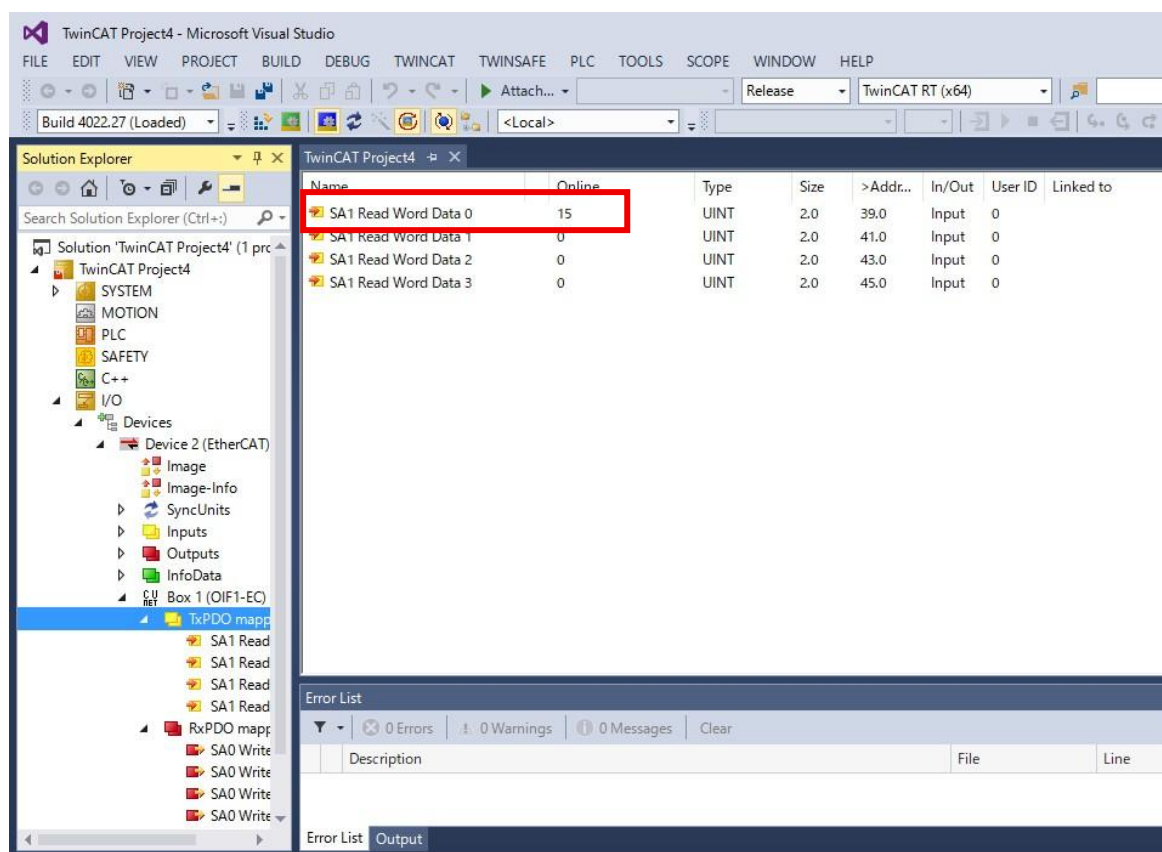 TwinCAT Project4 - Microsoft Visual Studio
FILE EDIT VIEW PROJECT BUILD DEBUG TWINCAT TWINSAFE PLC TOOLS SCOPE WINDOW HELP
Attach... Release TwinCAT RT (x64)
Build 4022.27 (Loaded) <Local>
Solution Explorer
Search Solution Explorer (Ctrl+;)
Solution 'TwinCAT Project4' (1 prc
TwinCAT Project4
SYSTEM
MOTION
PLC
SAFETY
C++
I/O
Devices
Device 2 (EtherCAT)
Image
Image-Info
SyncUnits
Inputs
Outputs
InfoData
Box 1 (OIF1-EC)
TxPDO mapp
SA1 Read
SA1 Read
SA1 Read
SA1 Read
RxPDO mapp
SA0 Write
SA0 Write
SA0 Write
SA0 Write
TwinCAT Project4
Name Online Type Size >Addr... In/Out User ID Linked to
SA1 Read Word Data 0 15 UINT 2.0 39.0 Input 0
SA1 Read Word Data 1 0 UINT 2.0 41.0 Input 0
SA1 Read Word Data 2 0 UINT 2.0 43.0 Input 0
SA1 Read Word Data 3 0 UINT 2.0 45.0 Input 0
Error List
0 Errors 0 Warnings 0 Messages Clear
Description File Line
Error List Output